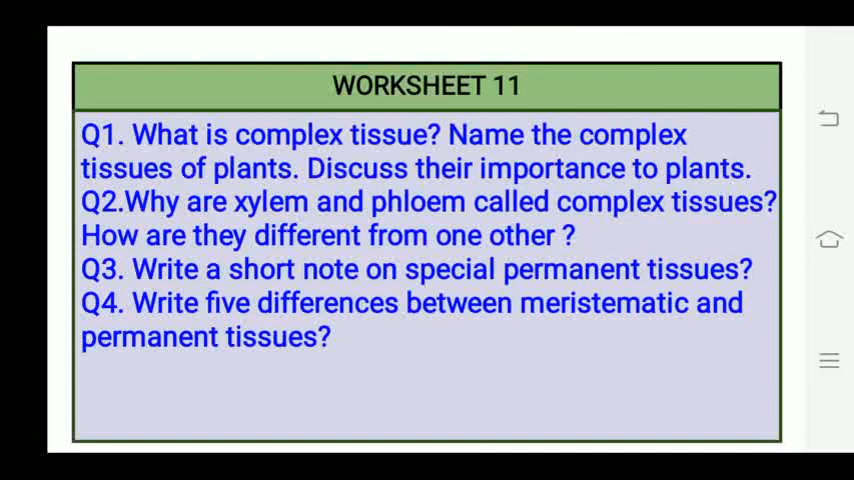 WORKSHEET 11
Q1. What is complex tissue? Name the complex
tissues of plants. Discuss their importance to plants.
Q2.Why are xylem and phloem called complex tissues?
How are they different from one other ?
Q3. Write a short note on special permanent tissues?
Q4. Write five differences between meristematic and
permanent tissues?